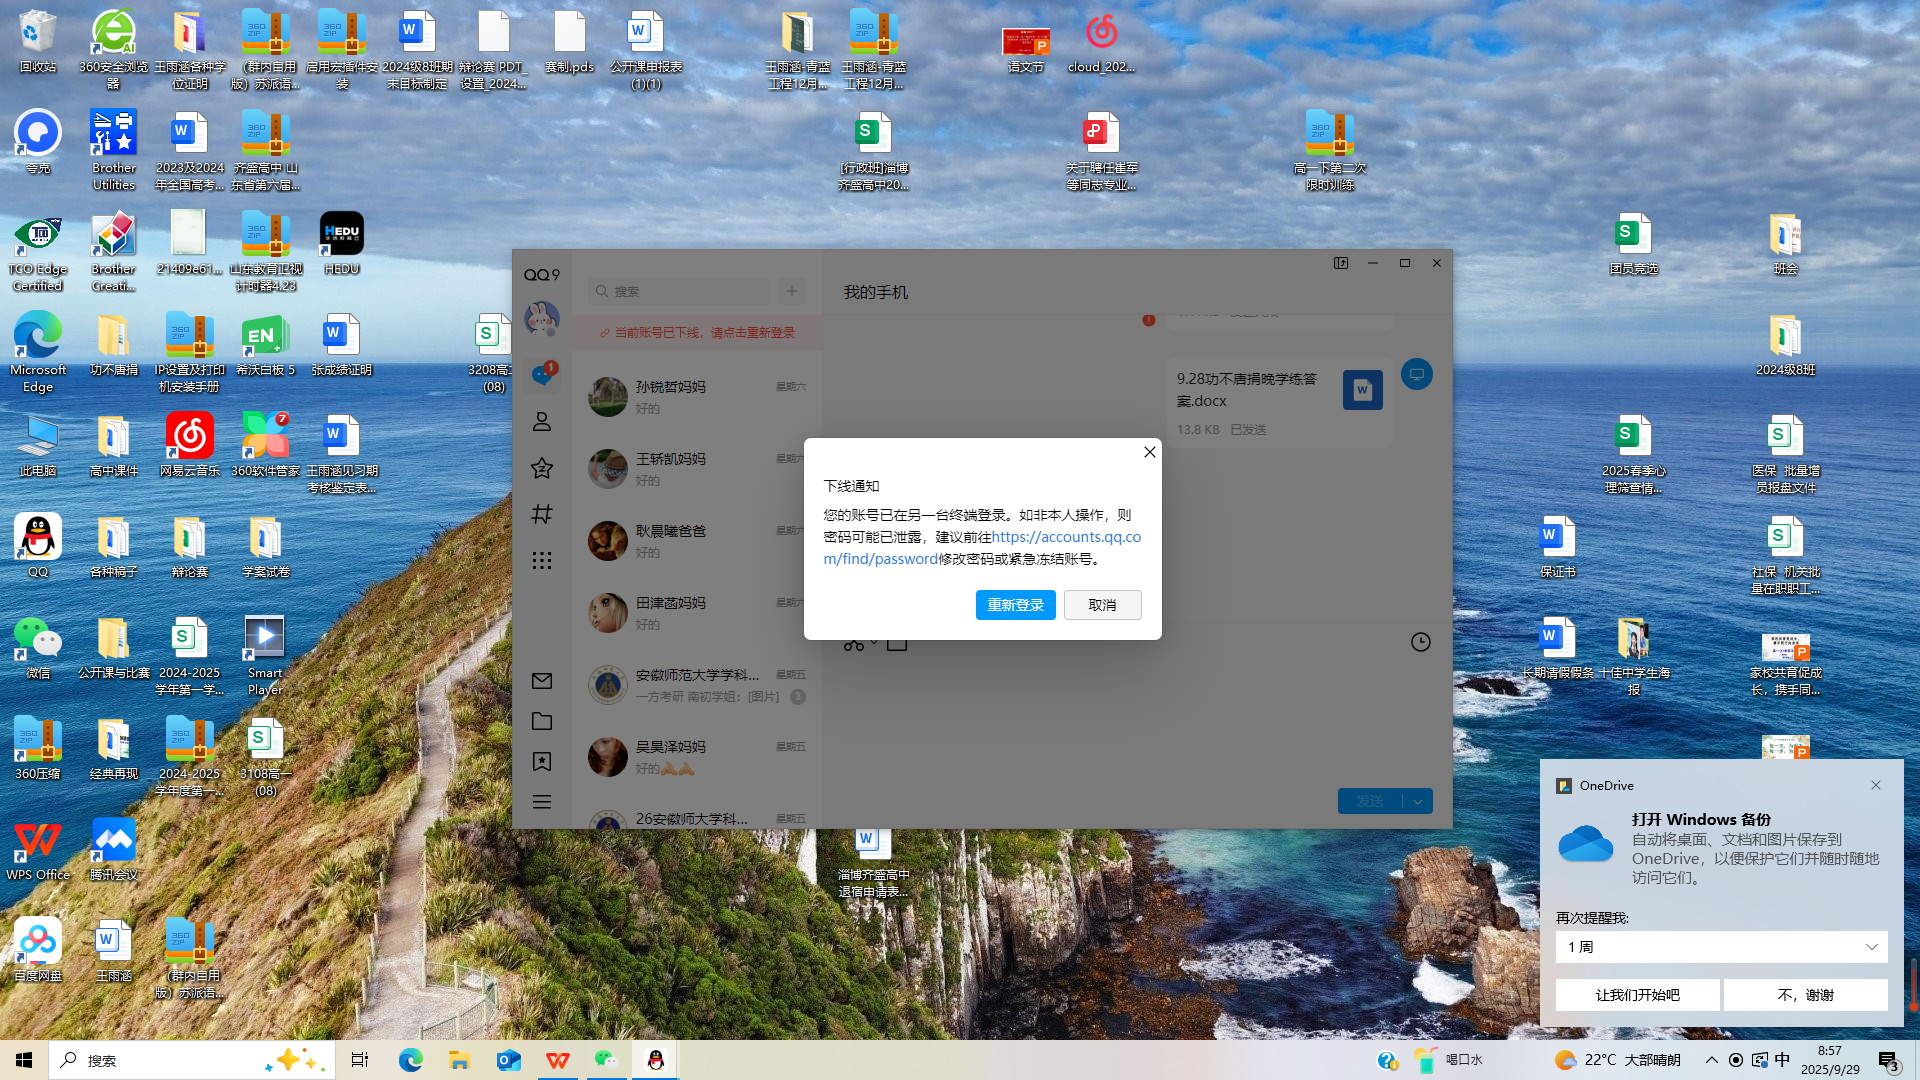 回收站
360安全浏览
器
王雨涵各种学
位证明
（群内自用
版）苏派语...
启用宏插件安
装
2024级8班期
末目标制定
辩论赛 PDT_
设置_2024...
赛制.pds
公开课申报表
(1)(1)
王雨涵-青蓝
工程12月...
王雨涵-青蓝
工程12月...
语文节
cloud_202...
夸克
Brother
Utilities
2023及2024
年全国高考...
齐盛高中 山
东省第六届...
[行政班]淄博
齐盛高中20...
关于聘任崔军
等同志专业...
高一下第二次
限时训练
TCO Edge
Certified
Brother
Creati...
21409e61...
山东教育卫视
计时器4.23
HEDU
团员竞选
班会
Microsoft
Edge
功不唐捐
IP设置及打印
机安装手册
希沃白板 5
张成绩证明
3208高二
(08)
2024级8班
此电脑
高中课件
网易云音乐
360软件管家
王雨涵见习期
考核鉴定表...
2025春季心
理筛查情...
医保_批量增
员报盘文件
QQ
各种稿子
辩论赛
学案试卷
保证书
社保_机关批
量在职职工...
微信
公开课与比赛
2024-2025
学年第一学...
Smart
Player
长期请假假条
十佳中学生海
报
家校共育促成
长，携手同...
360压缩
经典再现
2024-2025
学年度第一...
3108高一
(08)
WPS Office
腾讯会议
淄博齐盛高中
退宿申请表...
百度网盘
王雨涵
（群内自用
版）苏派语...
QQ9
搜索
我的手机
当前账号已下线，请点击重新登录
1
孙锐哲妈妈
星期六
好的
王轿凯妈妈
星期六
好的
耿晨曦爸爸
星期六
好的
田津菡妈妈
星期六
好的
安徽师范大学学科...
星期五
一方考研 南初学姐：[图片]
3
吴昊泽妈妈
星期五
好的
26安徽师大学科...
星期五
9.28功不唐捐晚学练答
案.docx
13.8 KB 已发送
发送
下线通知
您的账号已在另一台终端登录。如非本人操作，则
密码可能已泄露，建议前往https://accounts.qq.co
m/find/password修改密码或紧急冻结账号。
重新登录
取消
OneDrive
打开 Windows 备份
自动将桌面、文档和图片保存到
OneDrive，以便保护它们并随时随地
访问它们。
再次提醒我:
1 周
让我们开始吧
不，谢谢
搜索
喝口水
22°C 大部晴朗
中
8:57
2025/9/29
3